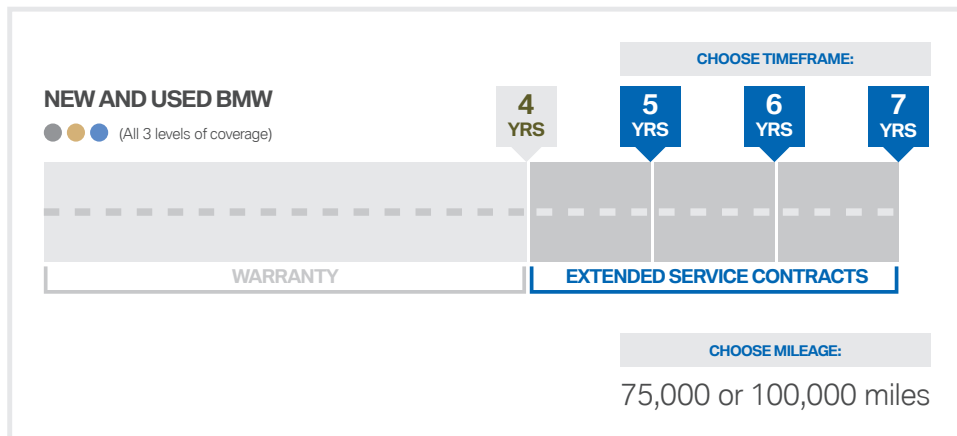 CHOOSE TIMEFRAME:
NEW AND USED BMW
(All 3 levels of coverage)
4
YRS
5
YRS
6
YRS
7
YRS
WARRANTY
EXTENDED SERVICE CONTRACTS
CHOOSE MILEAGE:
75,000 or 100,000 miles